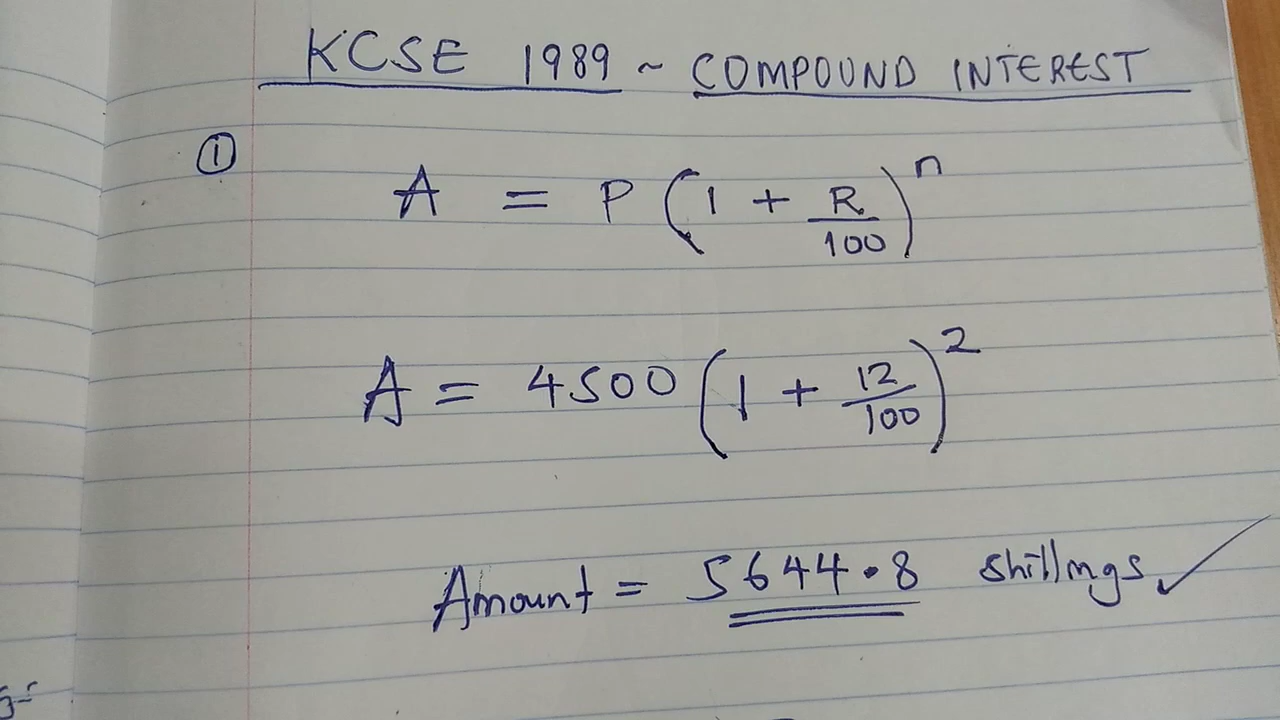 KCSE 1989 ~ COMPOUND INTEREST
① A = P (1 + R/100)^n
A = 4500 (1 + 12/100)^2
Amount = 5644.8 shillings ✓